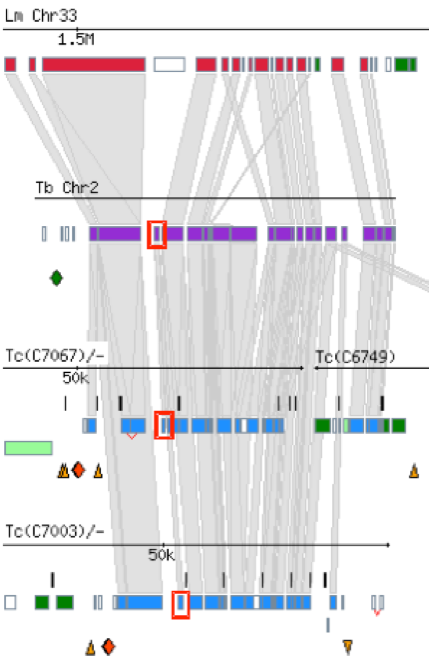 Lm Chr33
1.5M
Tb Chr2
Tc(C7067)/-
Tc(C6749)
50k
Tc(C7003)/-
50k